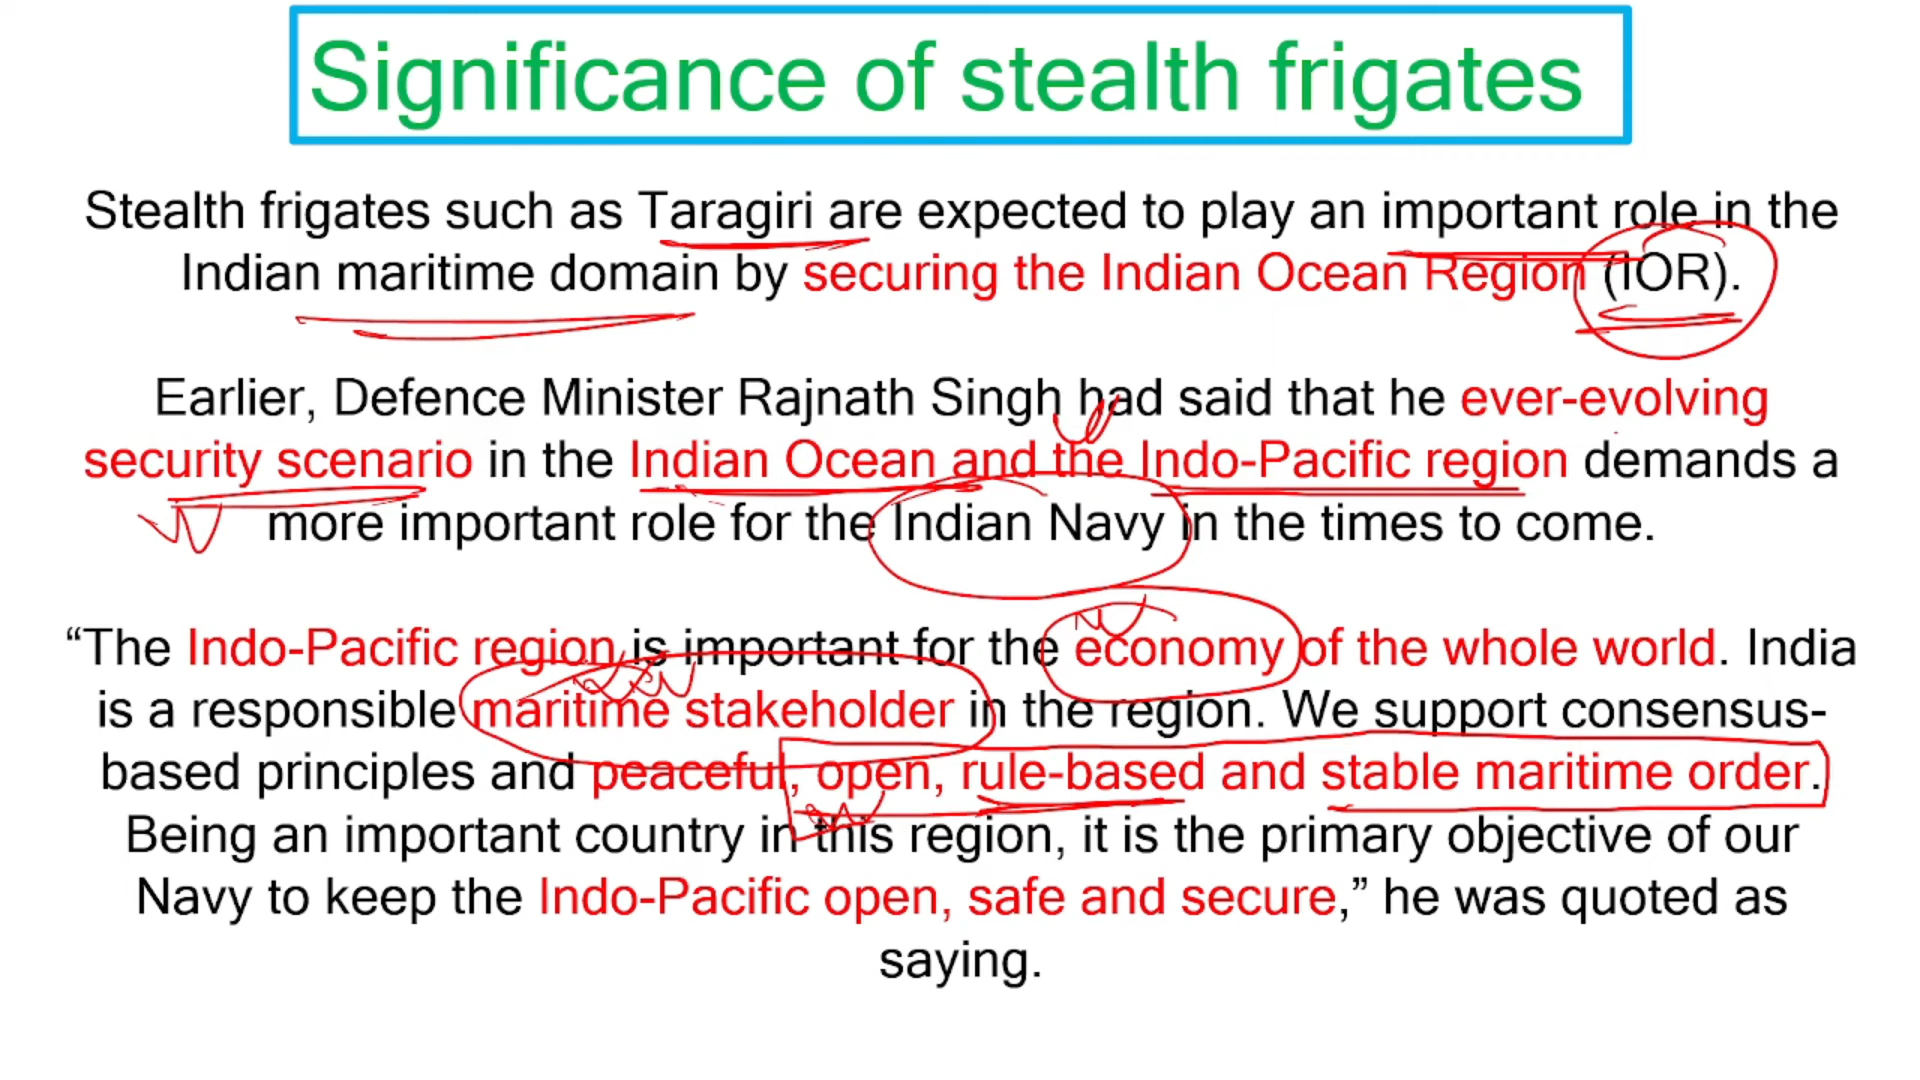 Significance of stealth frigates
Stealth frigates such as Taragiri are expected to play an important role in the
Indian maritime domain by securing the Indian Ocean Region (IOR).
Earlier, Defence Minister Rajnath Singh had said that he ever-evolving
security scenario in the Indian Ocean and the Indo-Pacific region demands a
more important role for the Indian Navy in the times to come.
“The Indo-Pacific region is important for the economy of the whole world. India
is a responsible maritime stakeholder in the region. We support consensus-
based principles and peaceful, open, rule-based and stable maritime order.
Being an important country in this region, it is the primary objective of our
Navy to keep the Indo-Pacific open, safe and secure,” he was quoted as
saying.